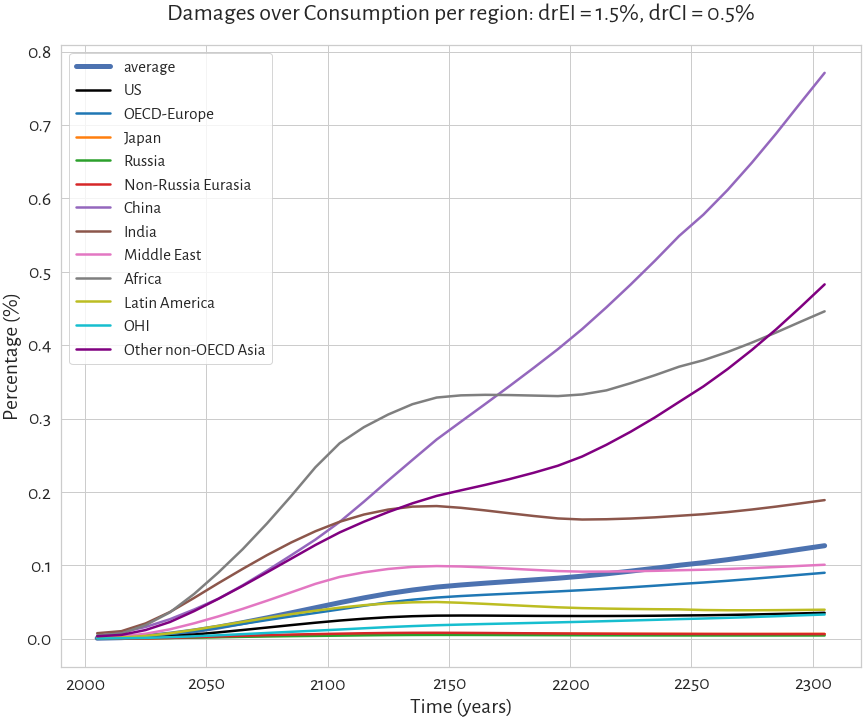 Damages over Consumption per region: drEI = 1.5%, drCI = 0.5%
0.8
0.7
0.6
0.5
0.4
0.3
0.2
0.1
0.0
Percentage (%)
average
US
OECD-Europe
Japan
Russia
Non-Russia Eurasia
China
India
Middle East
Africa
Latin America
OHI
Other non-OECD Asia
2000 2050 2100 2150 2200 2250 2300
Time (years)